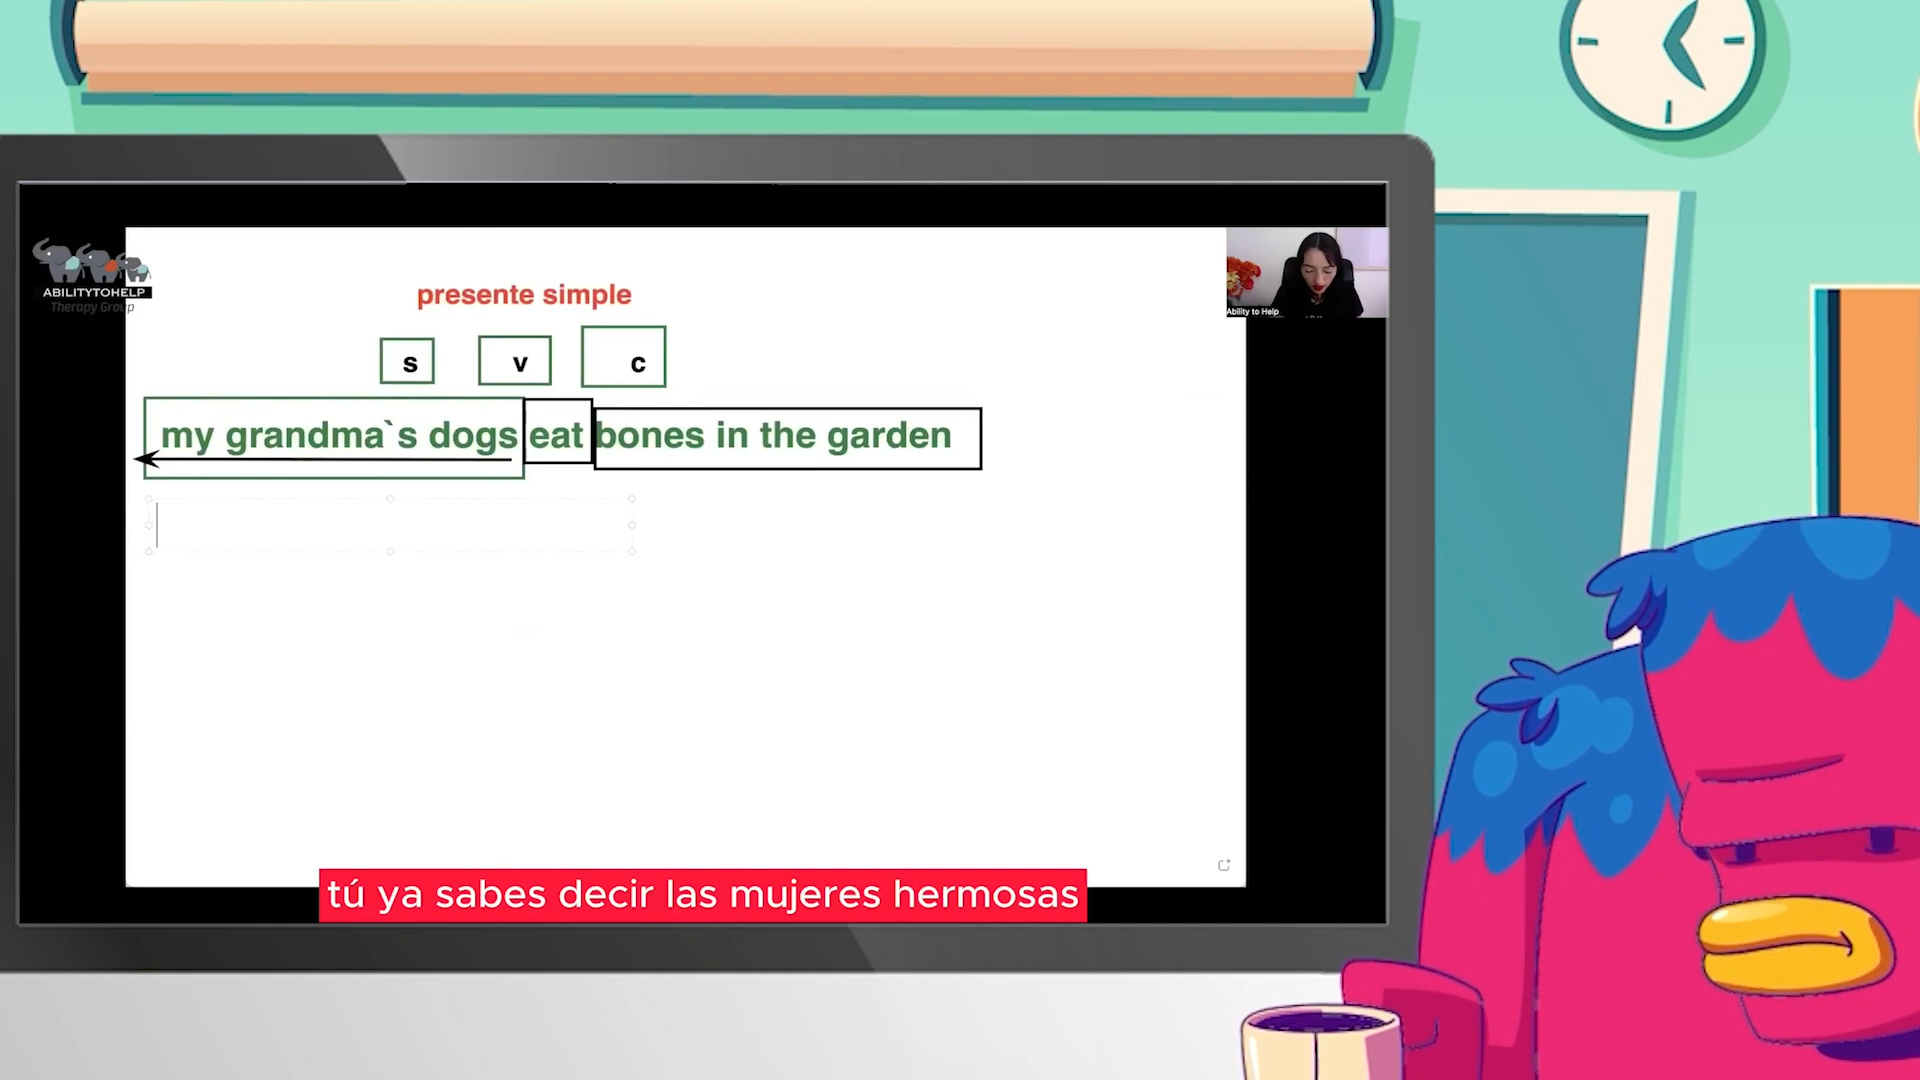 ABILITYTOHELP
Therapy Group
presente simple
s v c
my grandma`s dogs eat bones in the garden
Ability to Help
tú ya sabes decir las mujeres hermosas